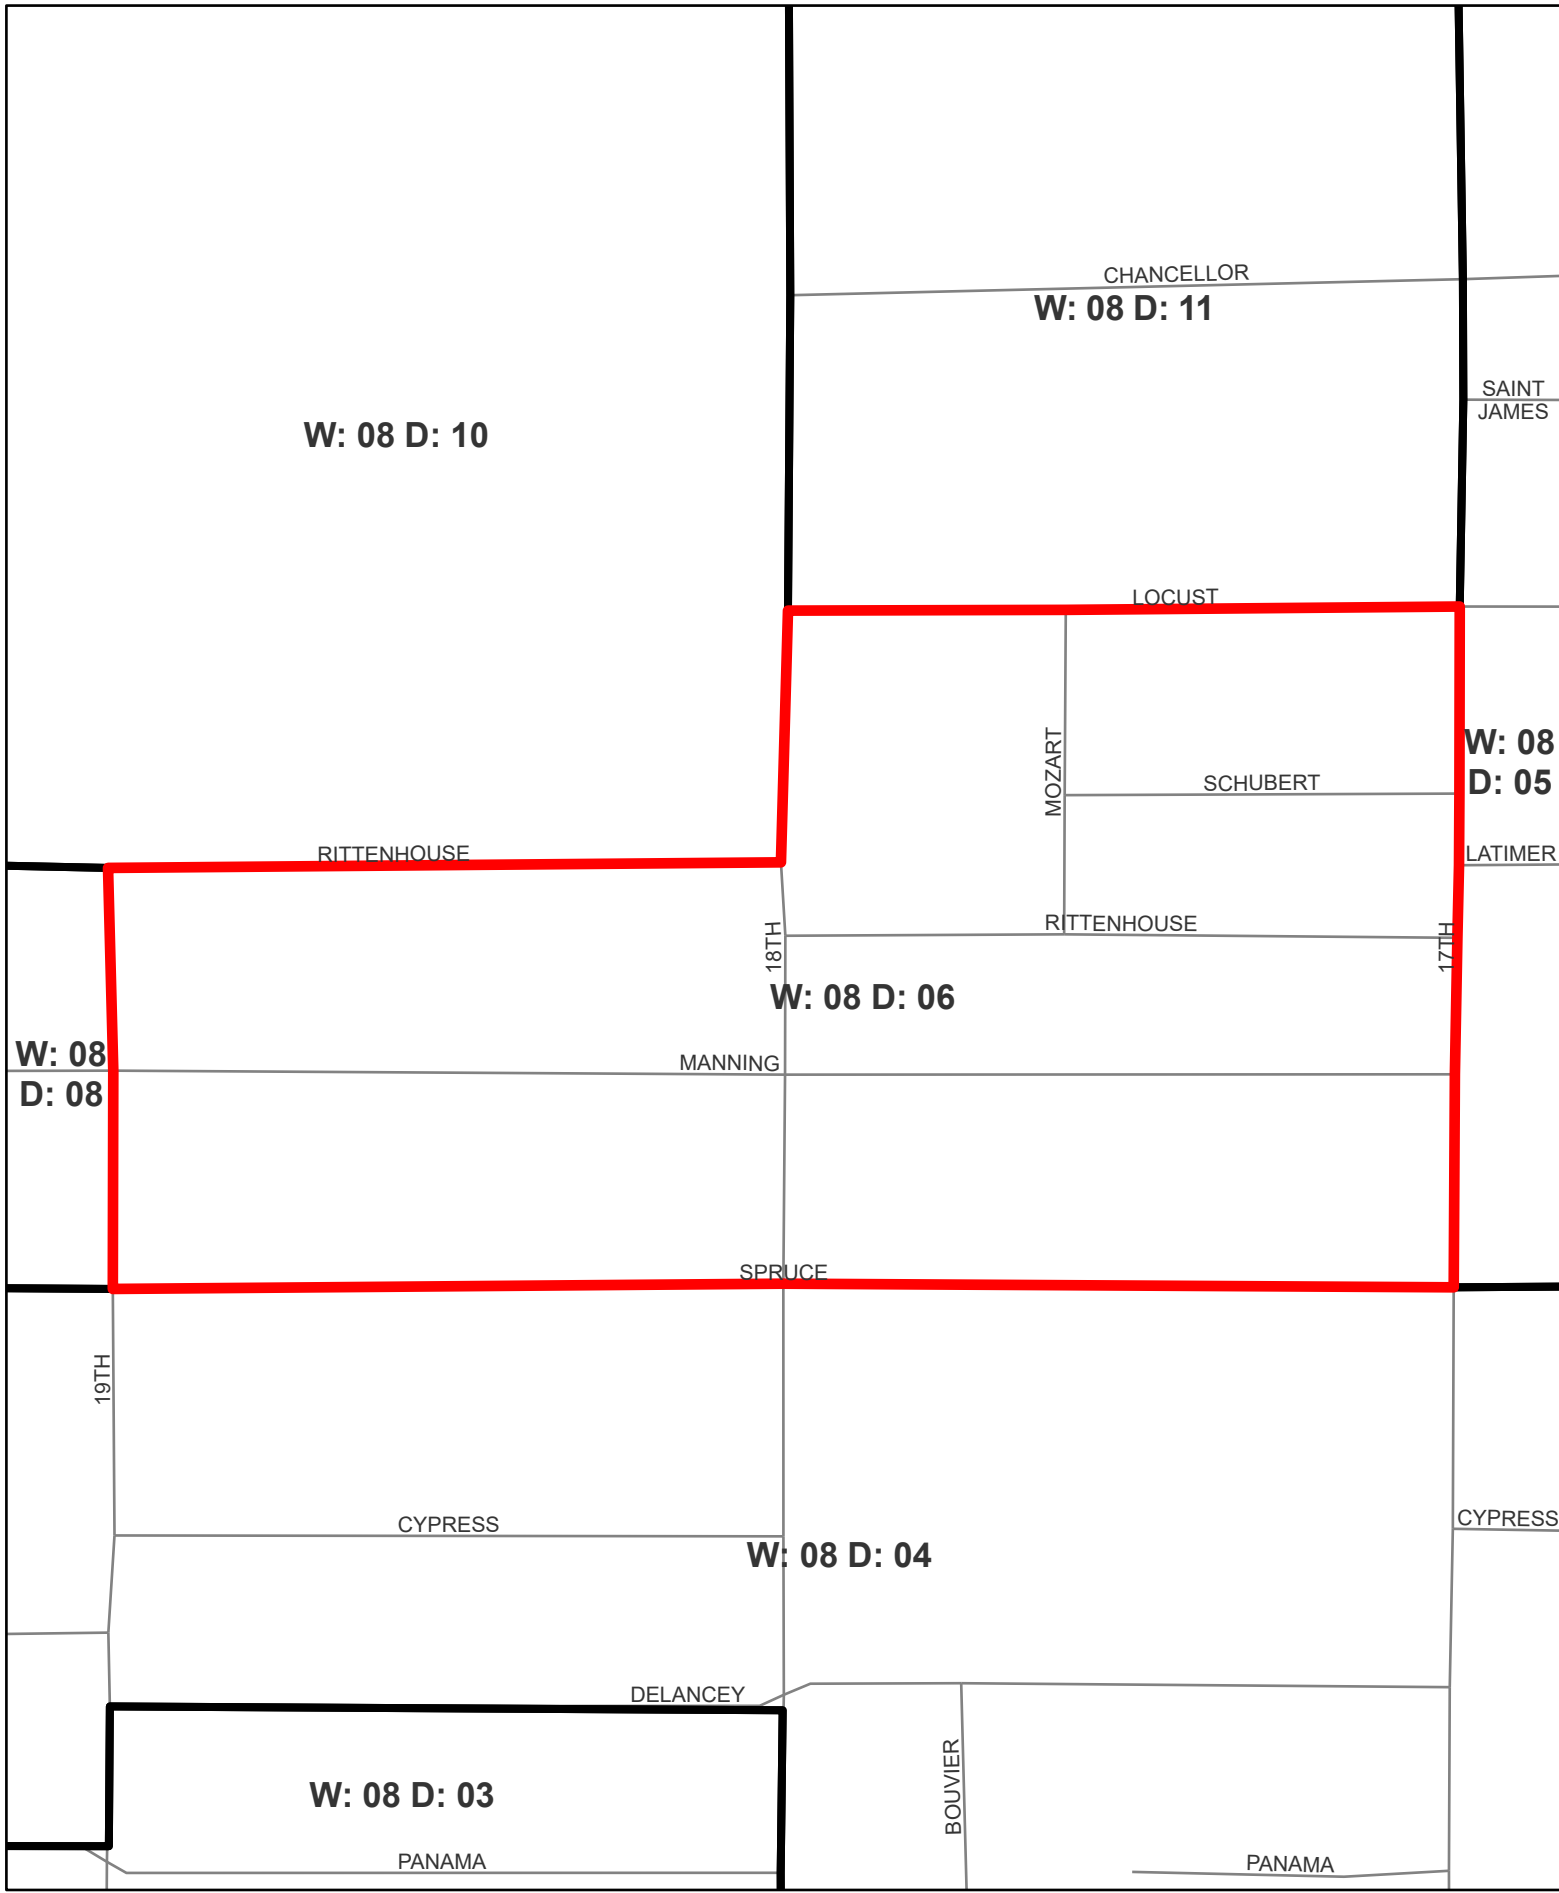 CHANCELLOR
W: 08 D: 11
SAINT
JAMES
W: 08 D: 10
LOCUST
MOZART
W: 08
D: 05
SCHUBERT
RITTENHOUSE
LATIMER
RITTENHOUSE
18TH
17TH
W: 08 D: 06
W: 08
D: 08
MANNING
SPRUCE
19TH
CYPRESS
CYPRESS
W: 08 D: 04
DELANCEY
BOUVIER
W: 08 D: 03
PANAMA
PANAMA